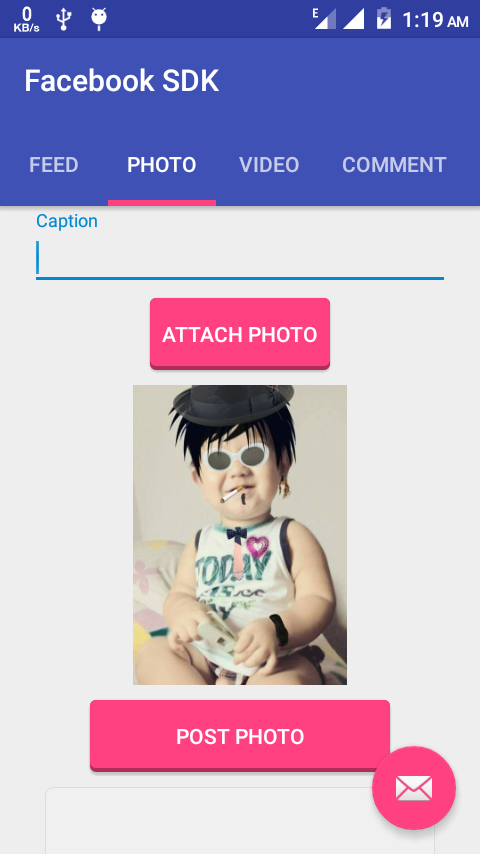 0
KB/s
E
1:19 AM
Facebook SDK
FEED
PHOTO
VIDEO
COMMENT
Caption
ATTACH PHOTO
TODAY
POST PHOTO